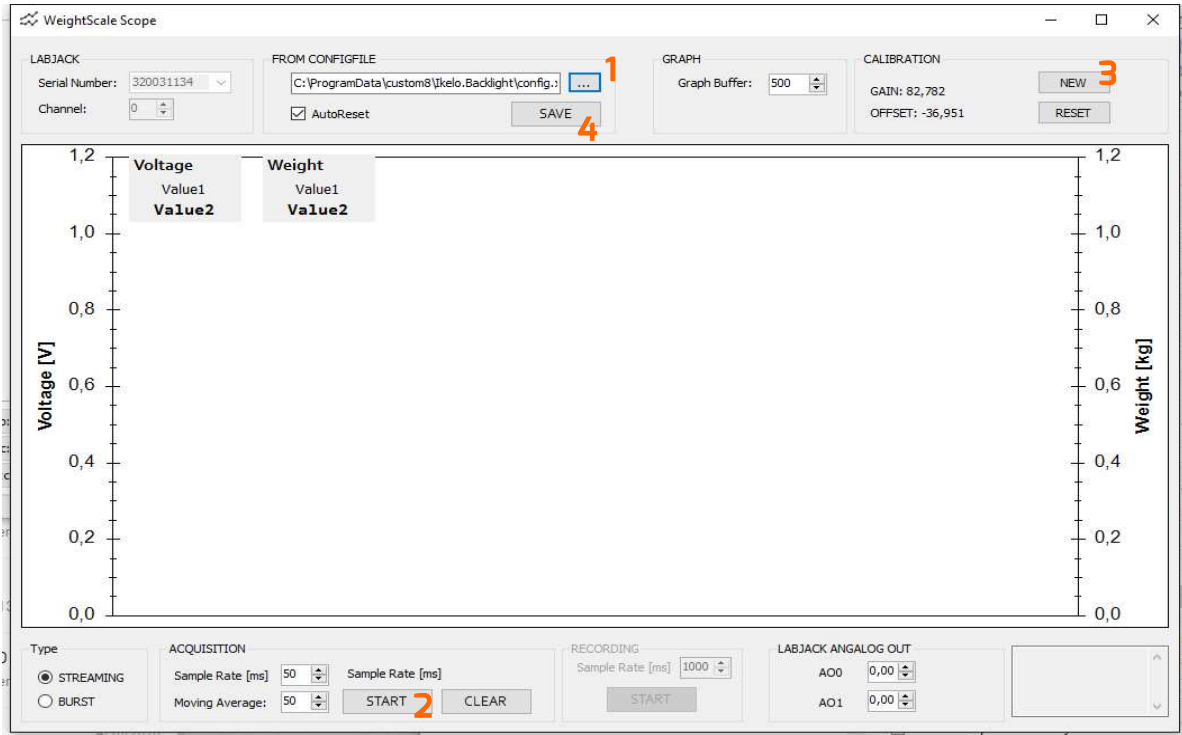 WeightScale Scope
LABJACK
Serial Number: 320031134
Channel: 0
FROM CONFIGFILE
C:\ProgramData\custom8\Ikelo.Backlight\config.: ...
1
AutoReset
SAVE
4
GRAPH
Graph Buffer: 500
CALIBRATION
GAIN: 82,782
OFFSET: -36,951
NEW
3
RESET
Voltage
Value1
Value2
Weight
Value1
Value2
1,2
1,0
0,8
0,6
0,4
0,2
0,0
Voltage [V]
1,2
1,0
0,8
0,6
0,4
0,2
0,0
Weight [kg]
Type
STREAMING
BURST
ACQUISITION
Sample Rate [ms] 50 Sample Rate [ms]
Moving Average: 50 START CLEAR
2
RECORDING
Sample Rate [ms] 1000
START
LABJACK ANGALOG OUT
AO0 0,00
AO1 0,00